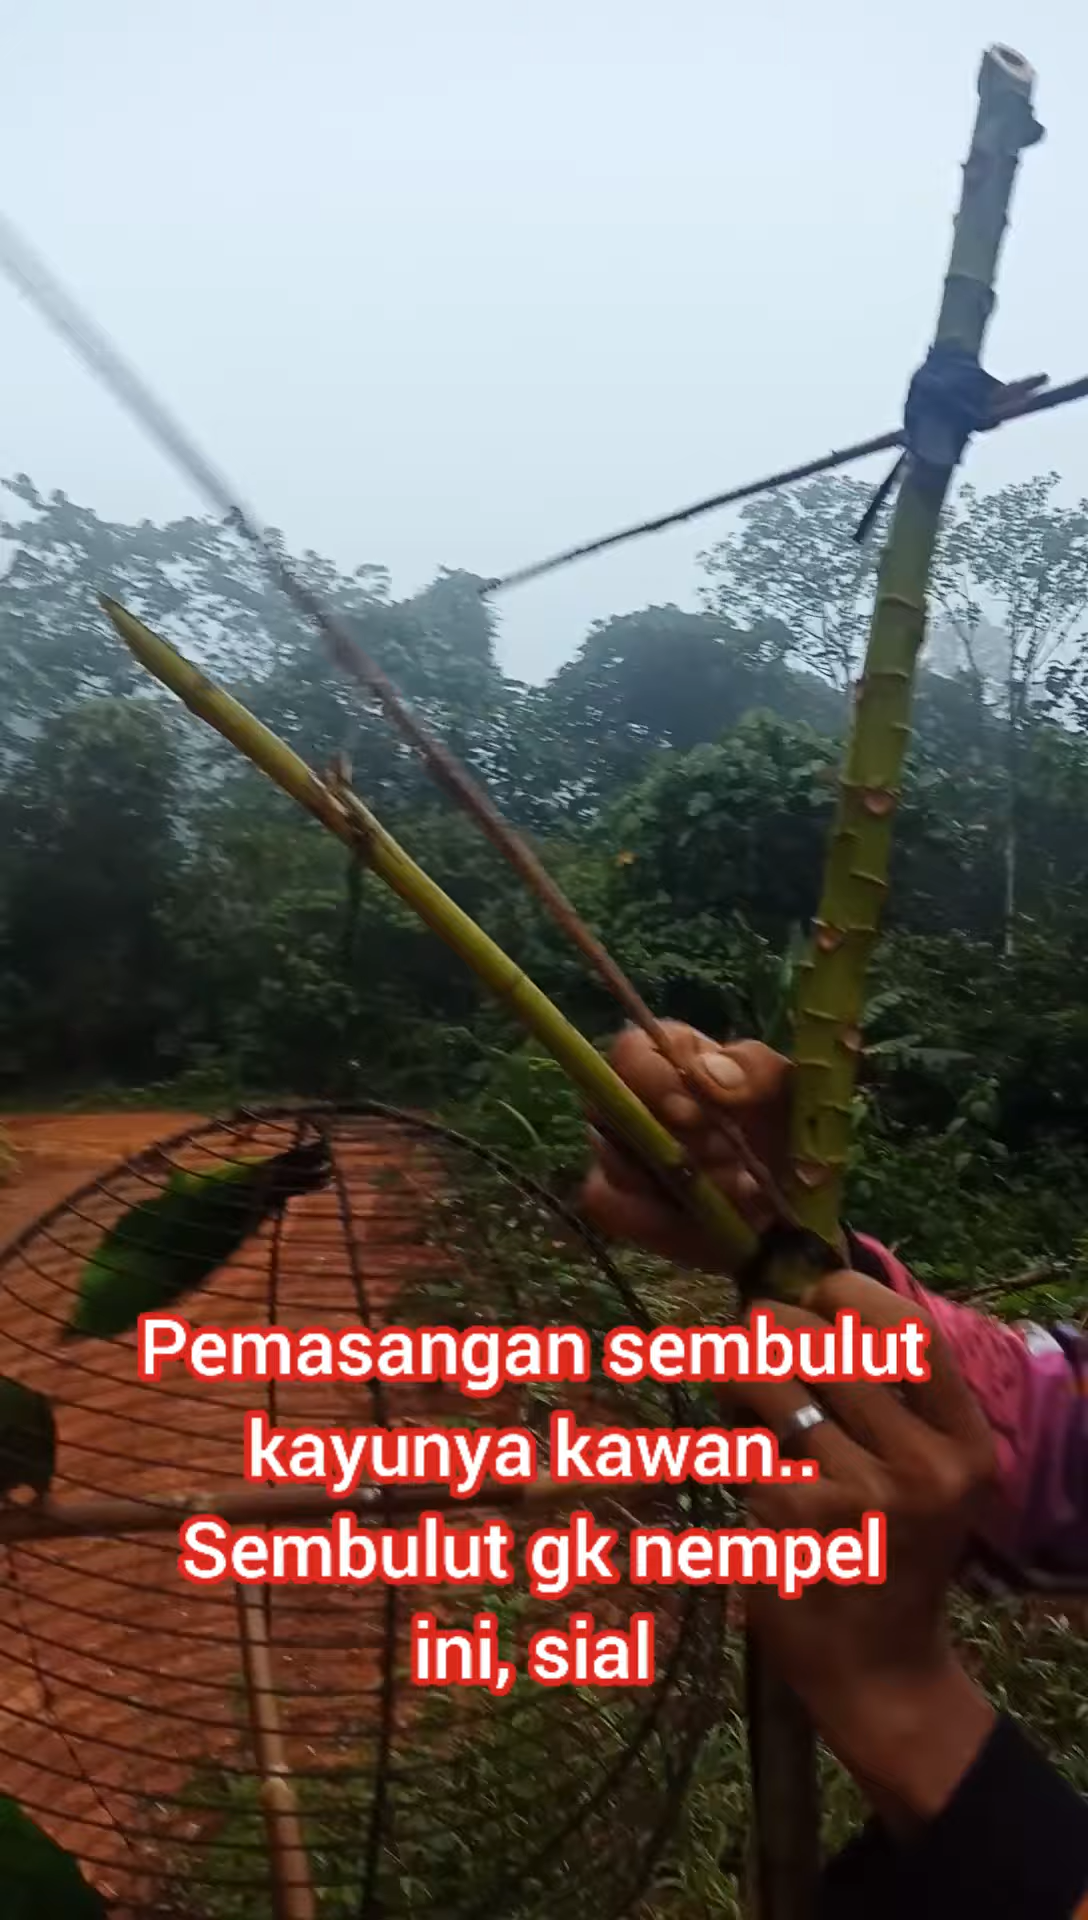 Pemasangan sembulut
kayunya kawan..
Sembulut gk nempel
ini, sial